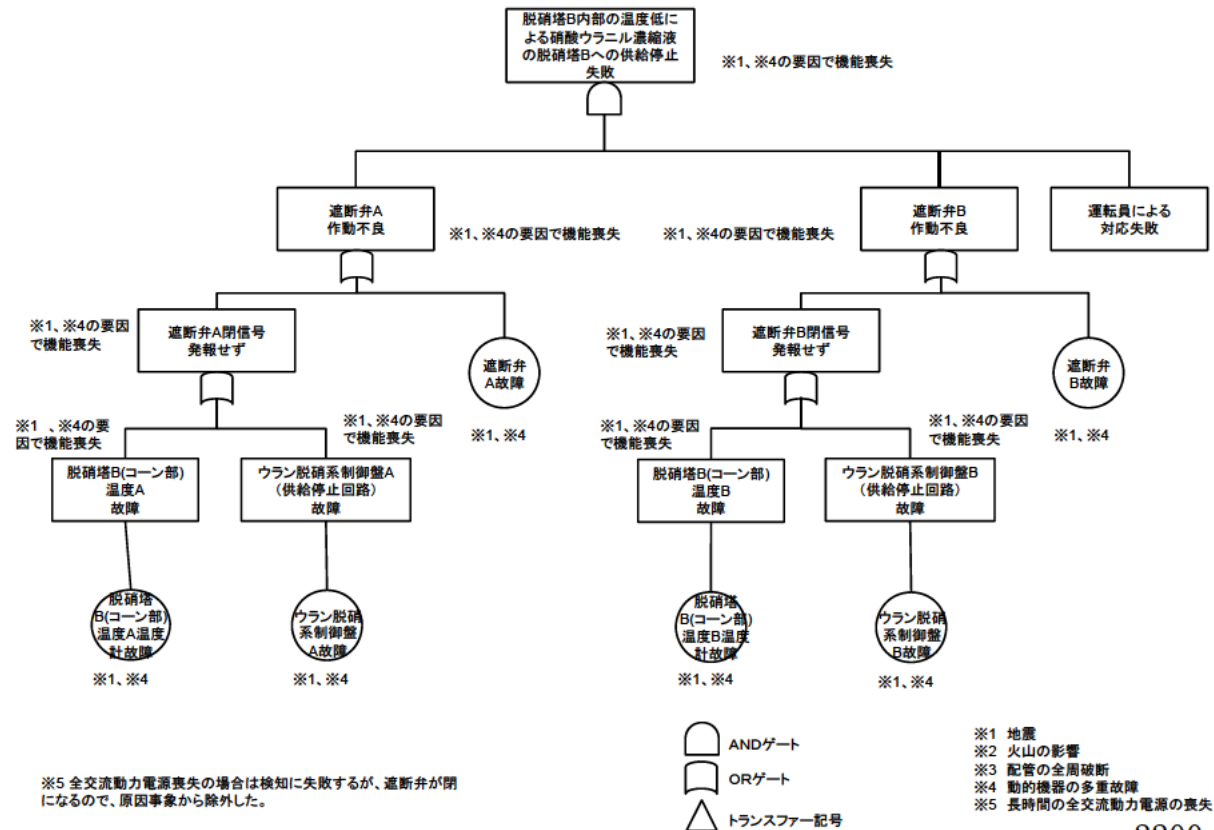 脱硝塔B内部の温度低に
よる硝酸ウラニル濃縮液
の脱硝塔Bへの供給停止
失敗
※1、※4の要因で機能喪失
遮断弁A
作動不良
※1、※4の要因で機能喪失
※1、※4の要因で機能喪失
遮断弁B
作動不良
運転員による
対応失敗
※1、※4の要因
で機能喪失
遮断弁A閉信号
発報せず
遮断弁
A故障
※1、※4
※1、※4の要因
で機能喪失
遮断弁B閉信号
発報せず
遮断弁
B故障
※1、※4
※1 、※4の要
因で機能喪失
※1、※4の要因
で機能喪失
※1、※4の要因
で機能喪失
※1、※4の要因
で機能喪失
脱硝塔B(コーン部)
温度A
故障
ウラン脱硝系制御盤A
(供給停止回路)
故障
脱硝塔B(コーン部)
温度B
故障
ウラン脱硝系制御盤B
(供給停止回路)
故障
脱硝塔
B(コーン部)
温度A温度
計故障
※1、※4
ウラン脱硝
系制御盤
A故障
※1、※4
脱硝塔
B(コーン部)
温度B温度
計故障
※1、※4
ウラン脱硝
系制御盤
B故障
※1、※4
※5 全交流動力電源喪失の場合は検知に失敗するが、遮断弁が閉
になるので、原因事象から除外した。
ANDゲート
ORゲート
トランスファー記号
※1 地震
※2 火山の影響
※3 配管の全周破断
※4 動的機器の多重故障
※5 長時間の全交流動力電源の喪失